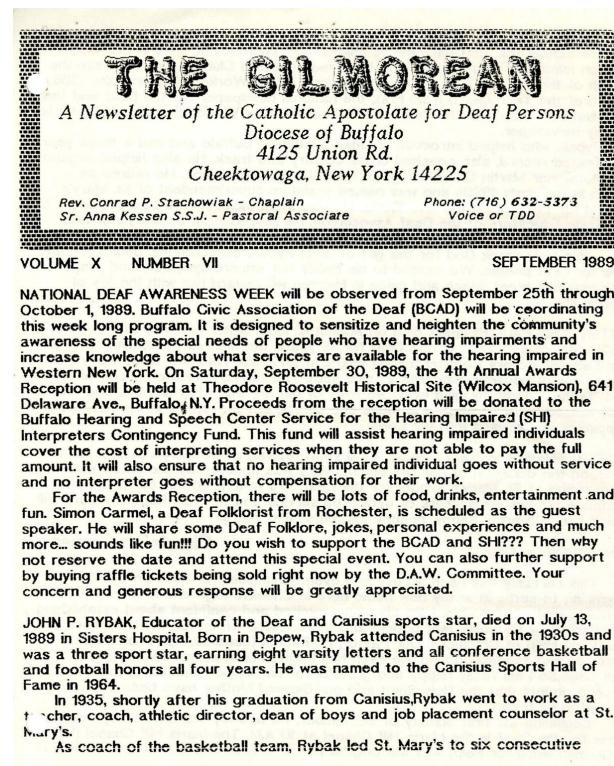 THE GILMOREAN
A Newsletter of the Catholic Apostolate for Deaf Persons
Diocese of Buffalo
4125 Union Rd.
Cheektowaga, New York 14225
Rev. Conrad P. Stachowiak - Chaplain Phone: (716) 632-5373
Sr. Anna Kessen S.S.J. - Pastoral Associate Voice or TDD
VOLUME X NUMBER VII SEPTEMBER 1989
NATIONAL DEAF AWARENESS WEEK will be observed from September 25th through
October 1, 1989. Buffalo Civic Association of the Deaf (BCAD) will be coordinating
this week long program. It is designed to sensitize and heighten the community's
awareness of the special needs of people who have hearing impairments and
increase knowledge about what services are available for the hearing impaired in
Western New York. On Saturday, September 30, 1989, the 4th Annual Awards
Reception will be held at Theodore Roosevelt Historical Site (Wilcox Mansion), 641
Delaware Ave., Buffalo, N.Y. Proceeds from the reception will be donated to the
Buffalo Hearing and Speech Center Service for the Hearing Impaired (SHI)
Interpreters Contingency Fund. This fund will assist hearing impaired individuals
cover the cost of interpreting services when they are not able to pay the full
amount. It will also ensure that no hearing impaired individual goes without service
and no interpreter goes without compensation for their work.
For the Awards Reception, there will be lots of food, drinks, entertainment and
fun. Simon Carmel, a Deaf Folklorist from Rochester, is scheduled as the guest
speaker. He will share some Deaf Folklore, jokes, personal experiences and much
more... sounds like fun!!! Do you wish to support the BCAD and SHI??? Then why
not reserve the date and attend this special event. You can also further support
by buying raffle tickets being sold right now by the D.A.W. Committee. Your
concern and generous response will be greatly appreciated.
JOHN P. RYBAK, Educator of the Deaf and Canisius sports star, died on July 13,
1989 in Sisters Hospital. Born in Depew, Rybak attended Canisius in the 1930s and
was a three sport star, earning eight varsity letters and all conference basketball
and football honors all four years. He was named to the Canisius Sports Hall of
Fame in 1964.
In 1935, shortly after his graduation from Canisius,Rybak went to work as a
teacher, coach, athletic director, dean of boys and job placement counselor at St.
Mary's.
As coach of the basketball team, Rybak led St. Mary's to six consecutive